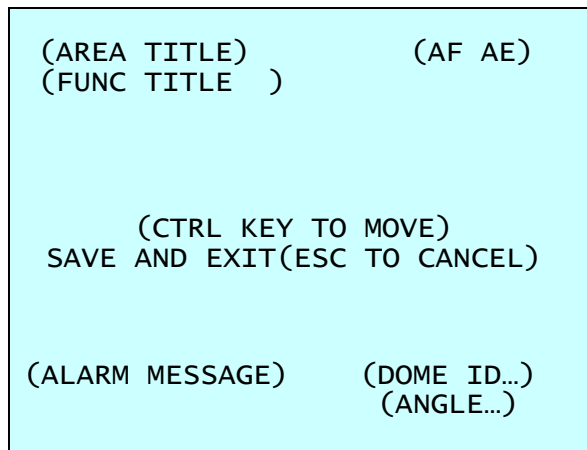 (AREA TITLE) (AF AE)
(FUNC TITLE )
(CTRL KEY TO MOVE)
SAVE AND EXIT(ESC TO CANCEL)
(ALARM MESSAGE) (DOME ID…)
(ANGLE…)